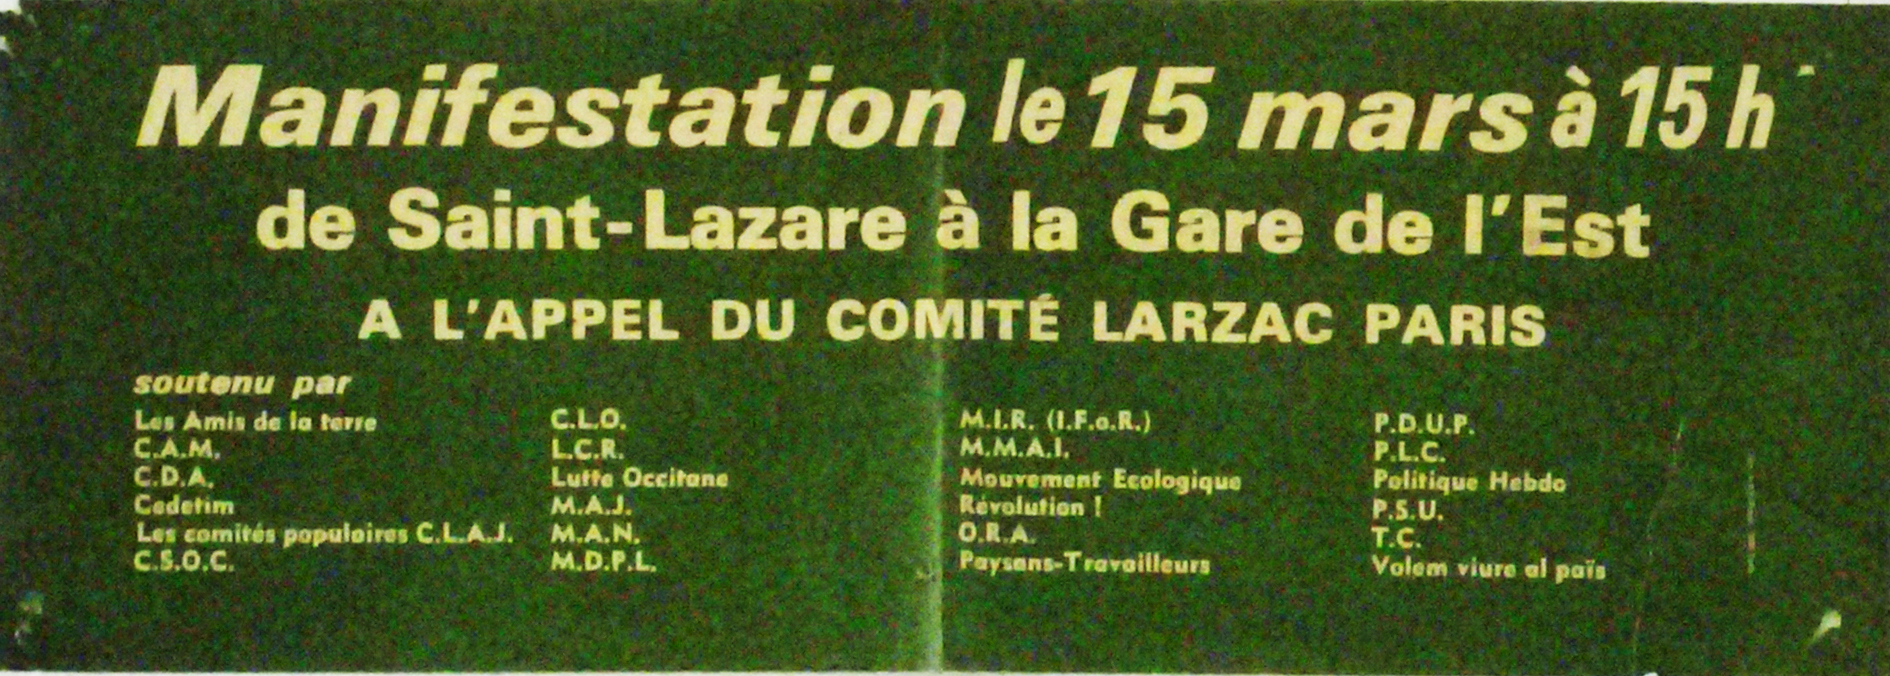 Manifestation le 15 mars à 15 h
de Saint-Lazare à la Gare de l'Est
A L'APPEL DU COMITÉ LARZAC PARIS
soutenu par
Les Amis de la terre
C.A.M.
C.D.A.
Cedetim
Les comités populaires C.L.A.J.
C.S.O.C.
C.L.O.
L.C.R.
Lutte Occitane
M.A.J.
M.A.N.
M.D.P.L.
M.I.R. (I.F.o.R.)
M.M.A.I.
Mouvement Ecologique
Révolution !
O.R.A.
Paysans-Travailleurs
P.D.U.P.
P.L.C.
Politique Hebdo
P.S.U.
T.C.
Volem viure al païs